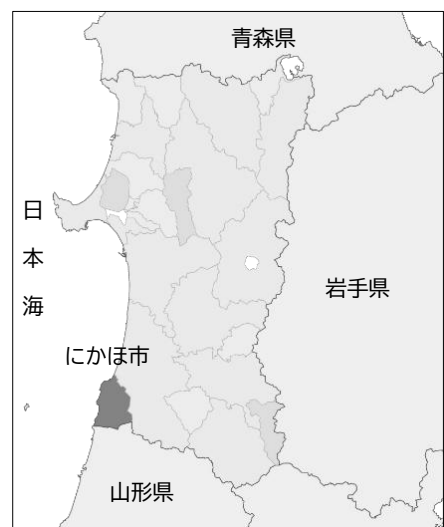 青森県
日本海
岩手県
にかほ市
山形県